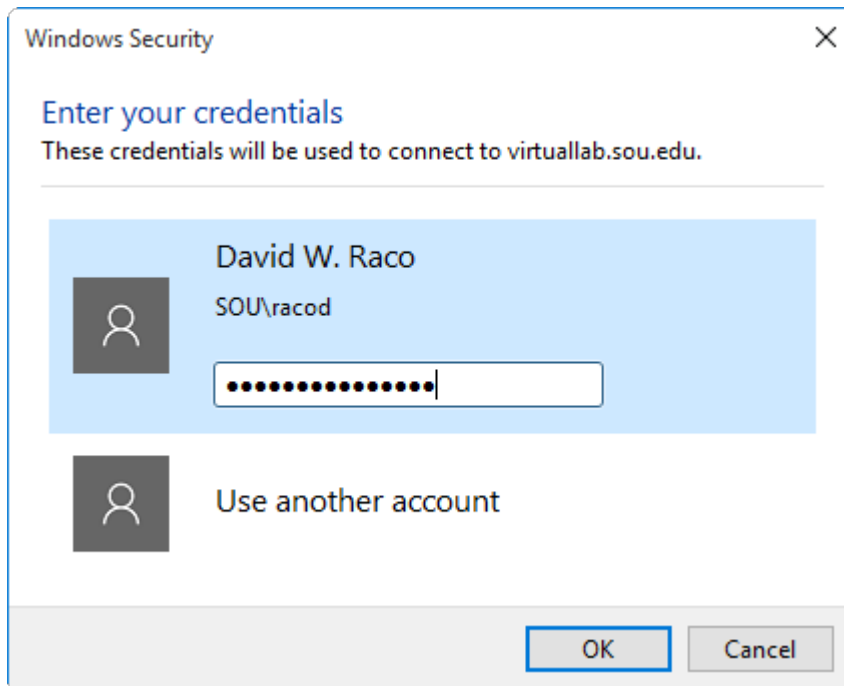 Windows Security
Enter your credentials
These credentials will be used to connect to virtuallab.sou.edu.
David W. Raco
SOU\racod
●●●●●●●●●●●●●●●
Use another account
OK
Cancel